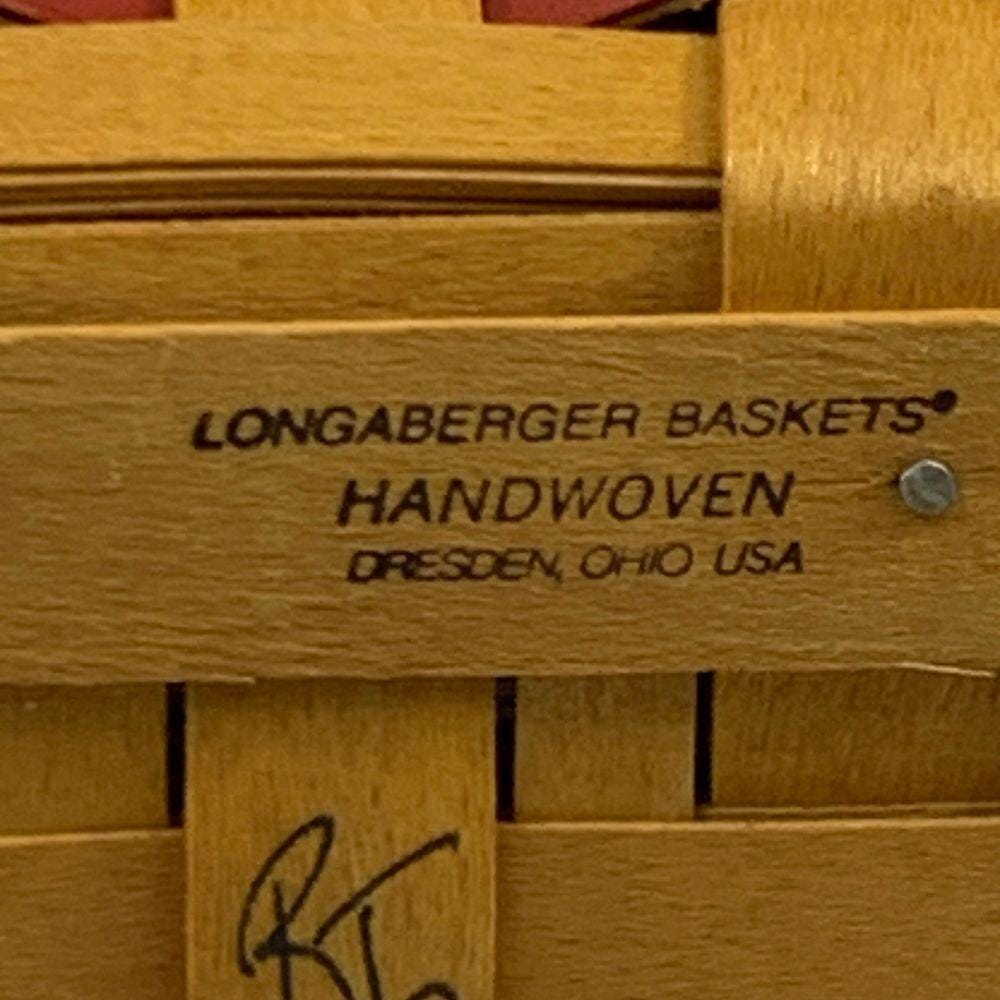 LONGABERGER BASKETS®
HANDWOVEN
DRESDEN, OHIO USA